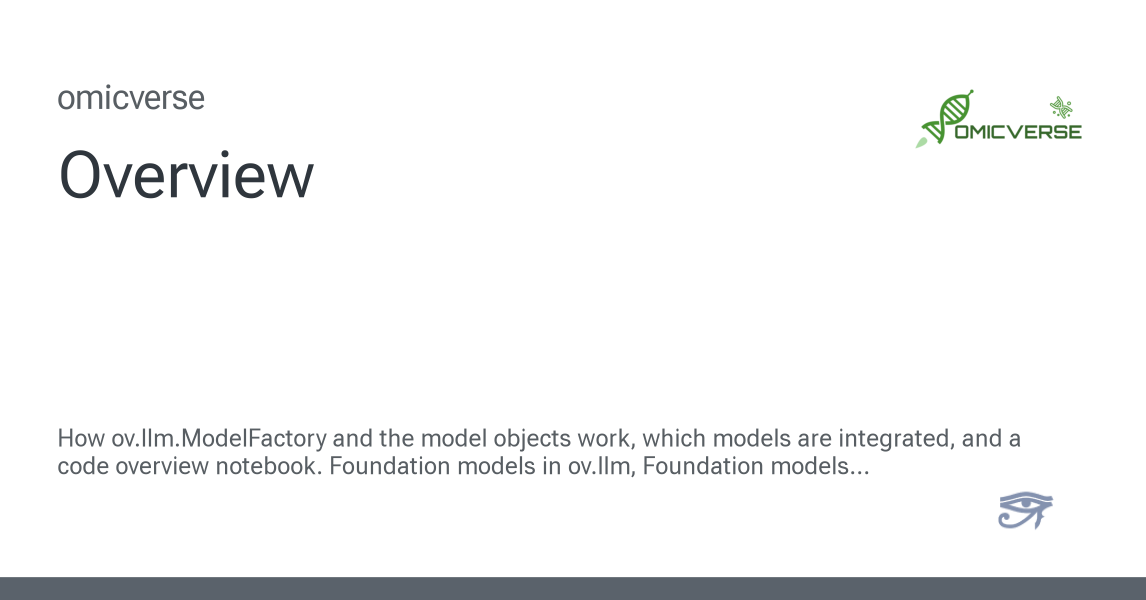 omicverse
OMICVERSE
Overview
How ov.llm.ModelFactory and the model objects work, which models are integrated, and a
code overview notebook. Foundation models in ov.llm, Foundation models...